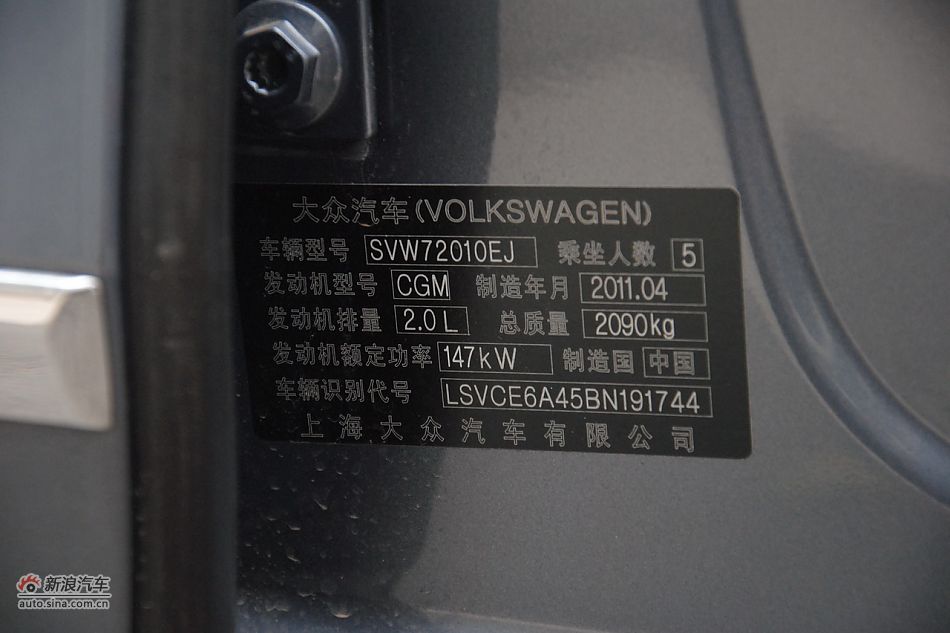 大众汽车(VOLKSWAGEN)
车辆型号 SVW72010EJ 乘坐人数 5
发动机型号 CGM 制造年月 2011.04
发动机排量 2.0L 总质量 2090kg
发动机额定功率 147kW 制造国 中国
车辆识别代号 LSVCE6A45BN191744
上海大众汽车有限公司
新浪汽车
auto.sina.com.cn